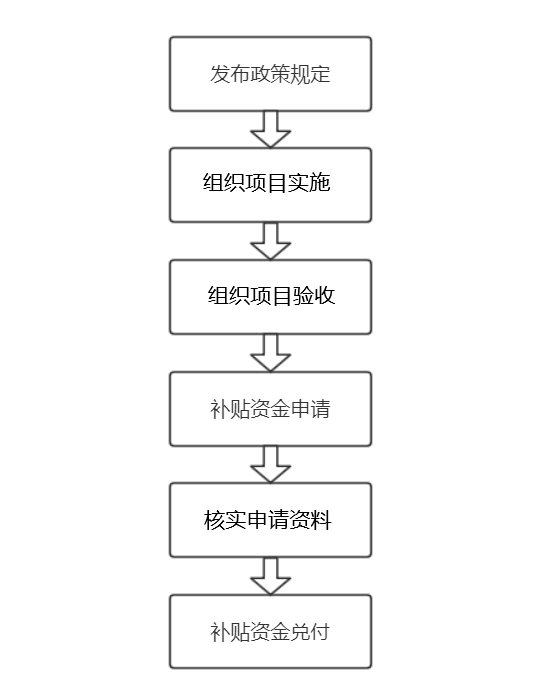 发布政策规定
组织项目实施
组织项目验收
补贴资金申请
核实申请资料
补贴资金兑付